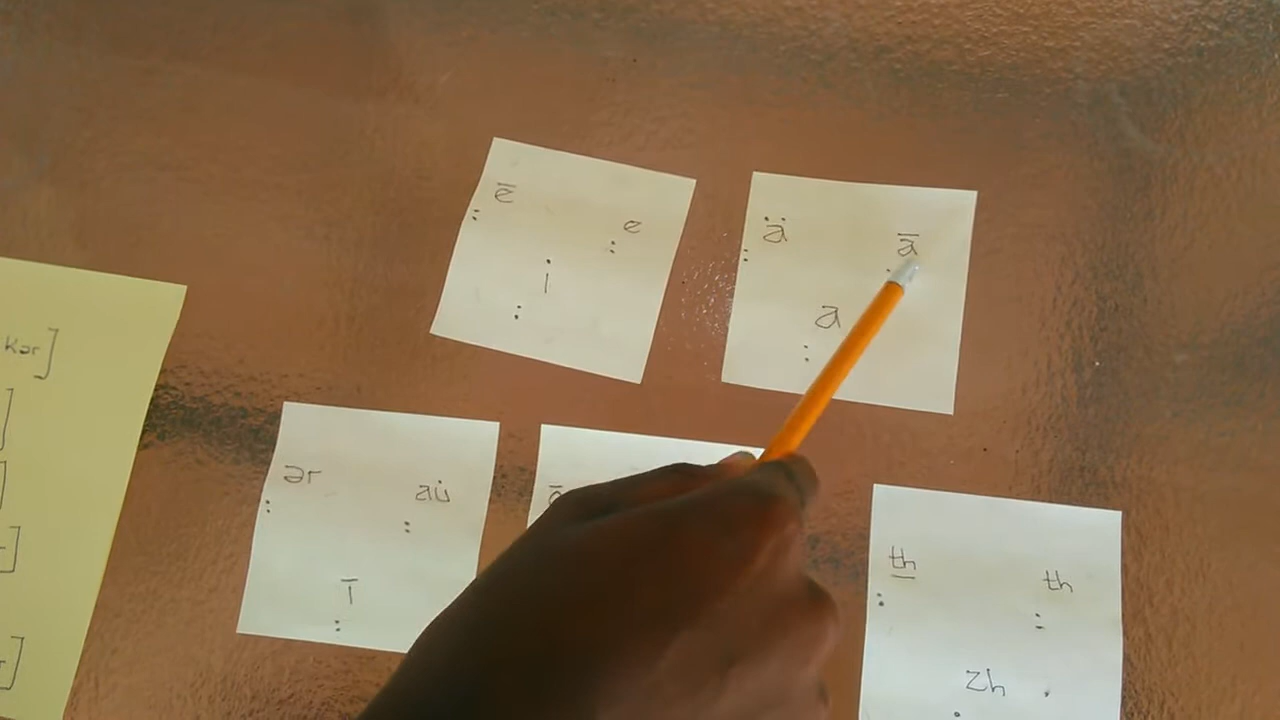 ē
: e
: i
:
ä
: ā
: a
:
kər]
]
]
]
]
ər
: au̇
: ī
:
th
: th
: zh
: